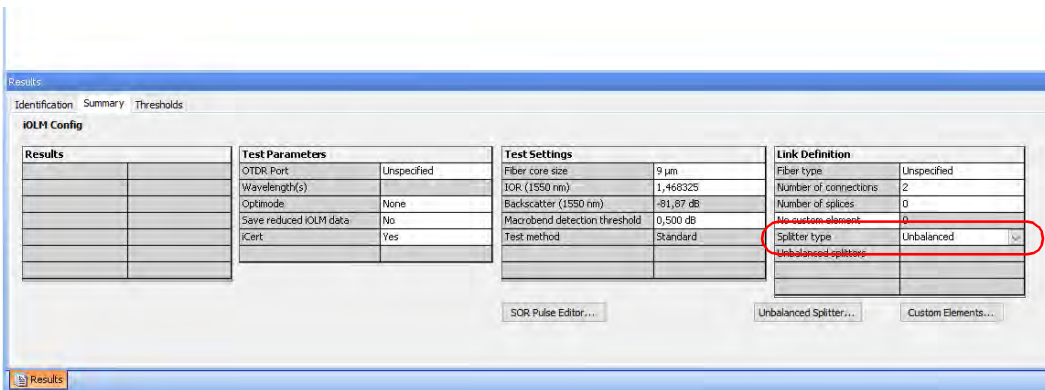 Results
Identification Summary Thresholds
iOLM Config
Results
Test Parameters
OTDR Port Unspecified
Wavelength(s)
Optimode None
Save reduced iOLM data No
iCert Yes
Test Settings
Fiber core size 9 µm
IOR (1550 nm) 1,468325
Backscatter (1550 nm) -81,87 dB
Macrobend detection threshold 0,500 dB
Test method Standard
Link Definition
Fiber type Unspecified
Number of connections 2
Number of splices 0
No custom element 0
Splitter type Unbalanced
Unbalanced splitters
SOR Pulse Editor... Unbalanced Splitter... Custom Elements...
Results